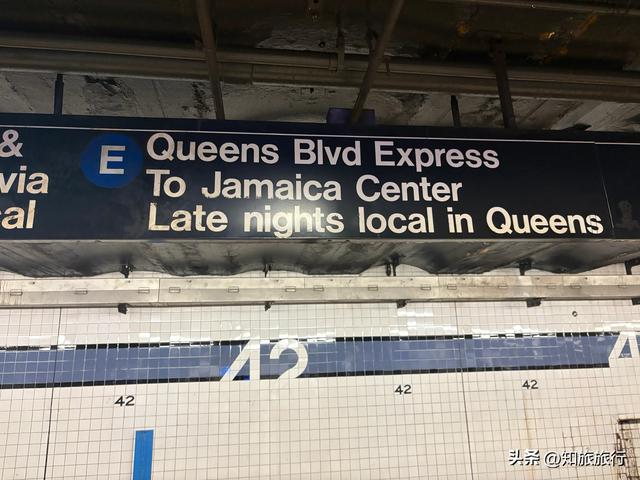 &
via
cal
E
Queens Blvd Express
To Jamaica Center
Late nights local in Queens
42
42
42
42
头条 @知旅旅行